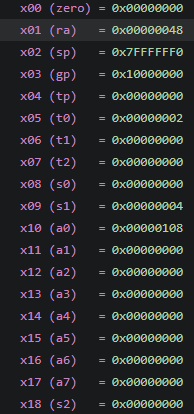 x00 (zero) = 0x00000000
x01 (ra) = 0x00000048
x02 (sp) = 0x7FFFFFF0
x03 (gp) = 0x10000000
x04 (tp) = 0x00000000
x05 (t0) = 0x00000002
x06 (t1) = 0x00000000
x07 (t2) = 0x00000000
x08 (s0) = 0x00000000
x09 (s1) = 0x00000004
x10 (a0) = 0x00000108
x11 (a1) = 0x00000000
x12 (a2) = 0x00000000
x13 (a3) = 0x00000000
x14 (a4) = 0x00000000
x15 (a5) = 0x00000000
x16 (a6) = 0x00000000
x17 (a7) = 0x00000000
x18 (s2) = 0x00000000